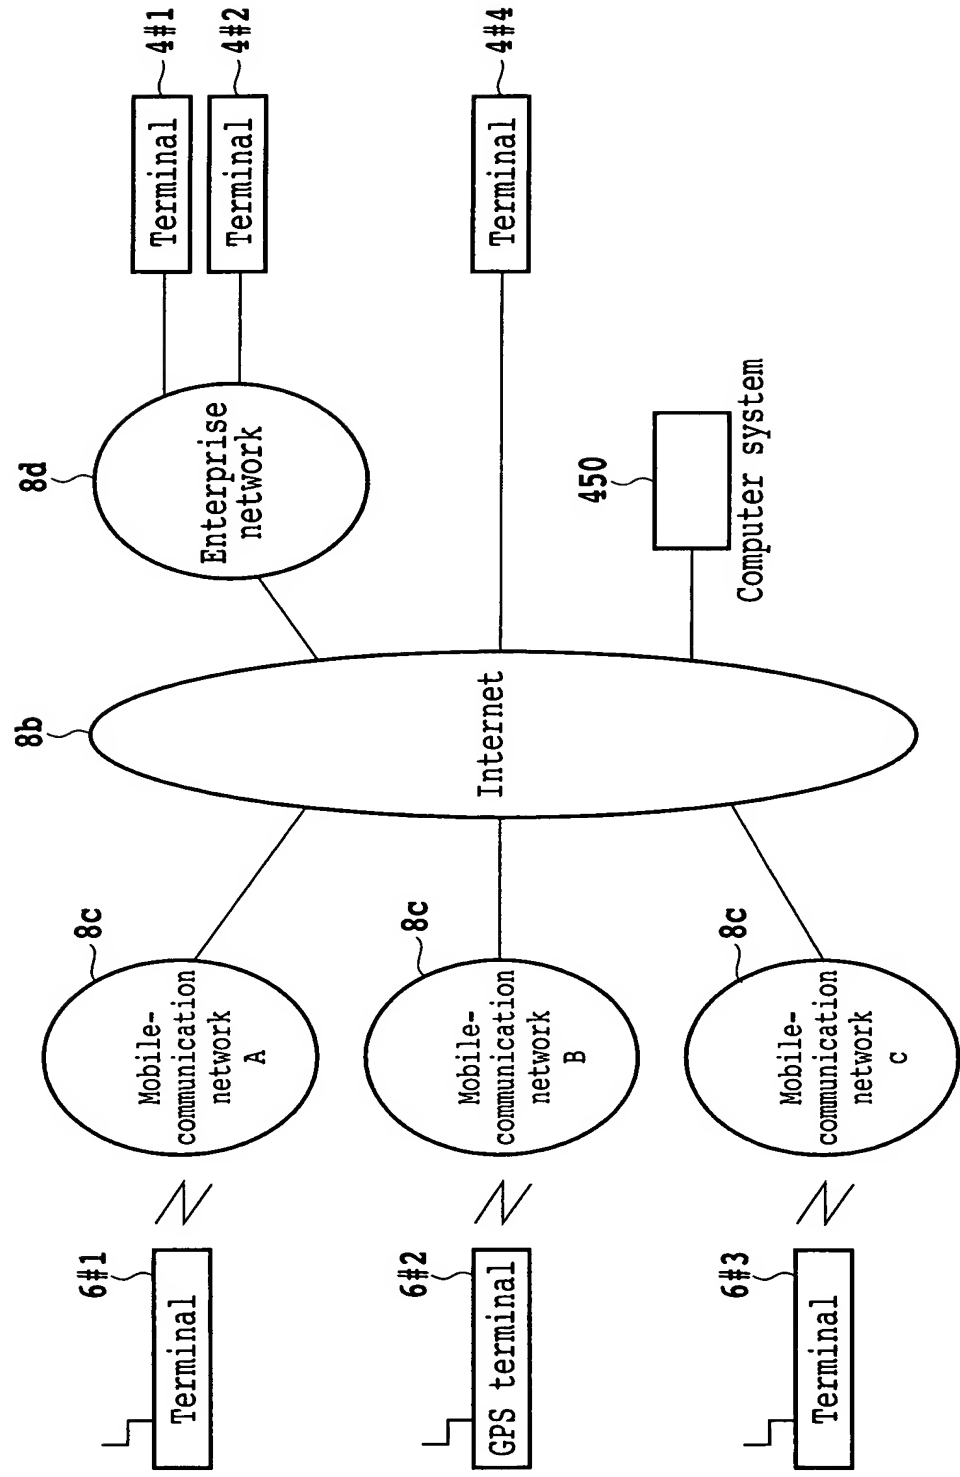 6#1
Terminal
6#2
GPS terminal
6#3
Terminal
8c
Mobile-
communication
network
A
8c
Mobile-
communication
network
B
8c
Mobile-
communication
network
C
8b
Internet
8d
Enterprise
network
450
Computer system
4#1
Terminal
4#2
Terminal
4#4
Terminal